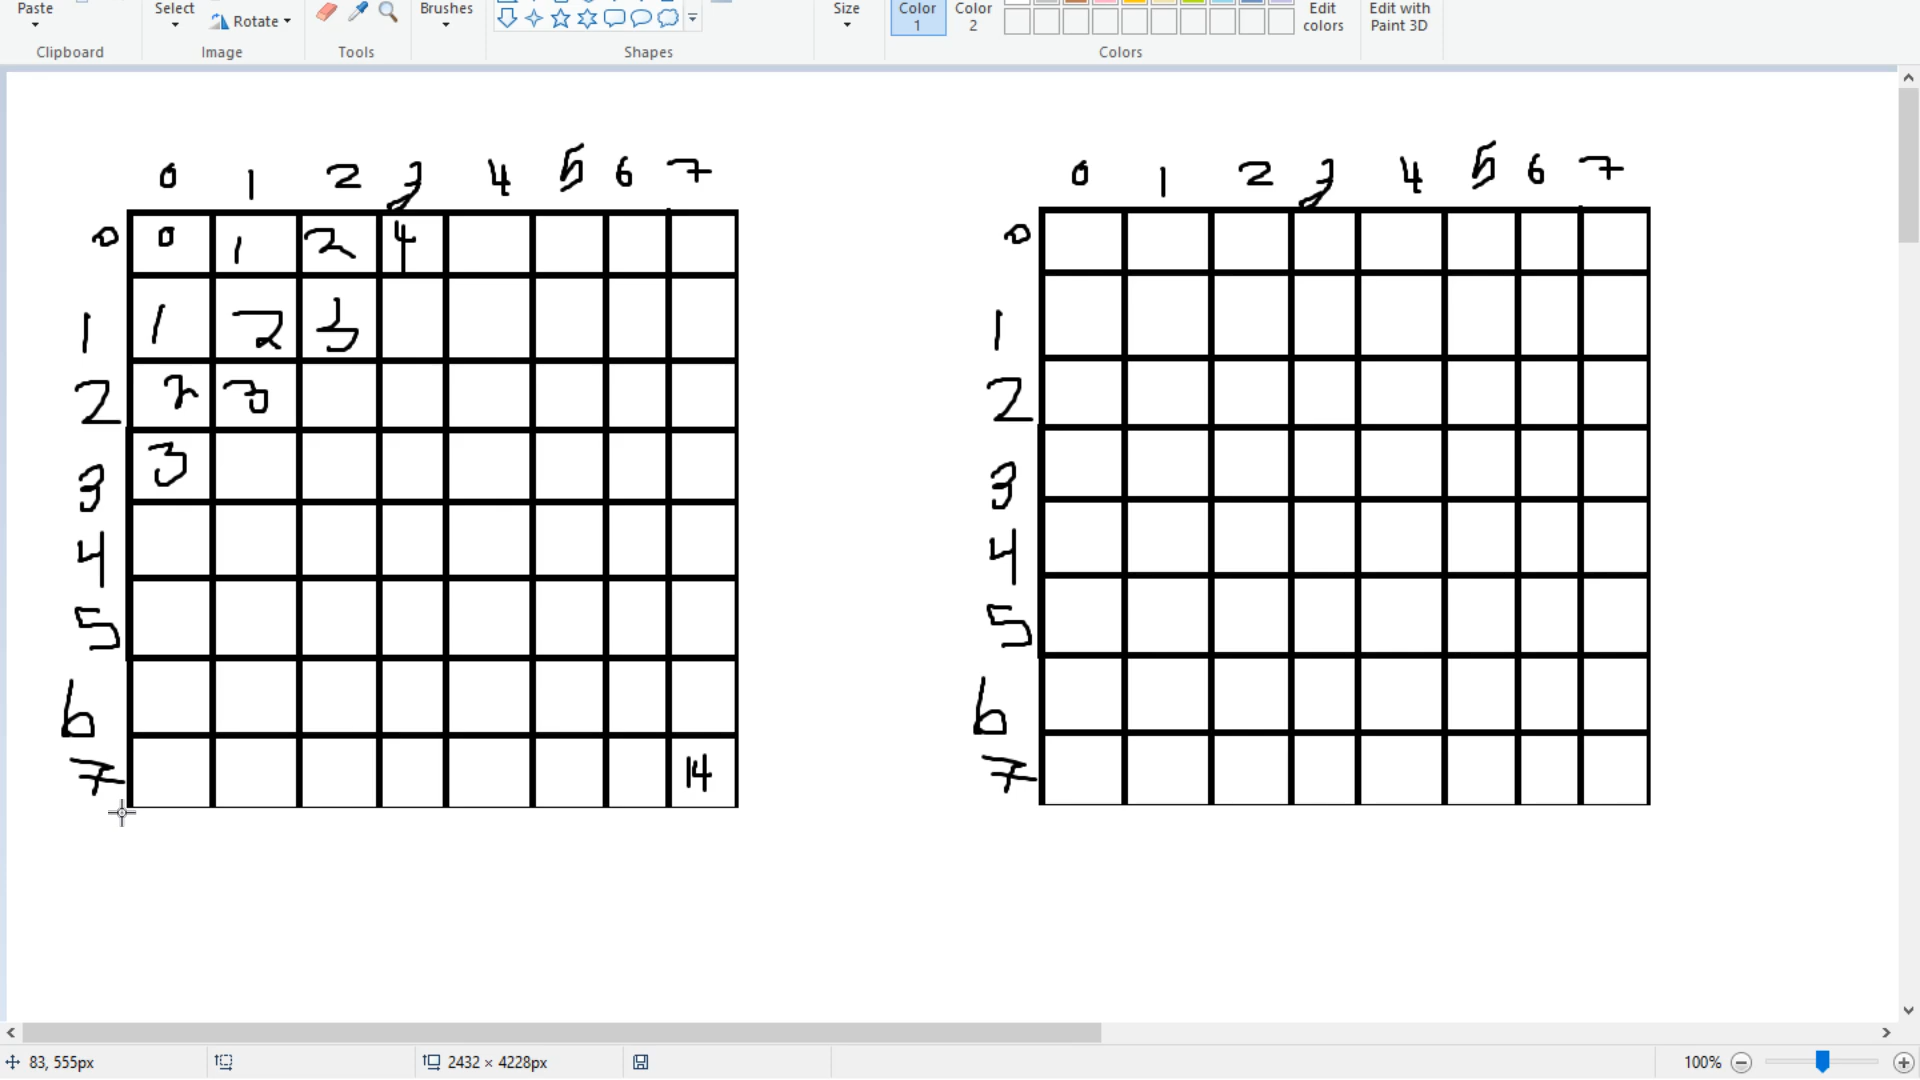 Paste
Select
Rotate
Brushes
Size
Color 1
Color 2
Edit colors
Edit with Paint 3D
Clipboard
Image
Tools
Shapes
Colors
0 1 2 3 4 5 6 7
0 0 1 2 4
1 1 2 3
2 2 3
3 3
4
5
6
7 14
0 1 2 3 4 5 6 7
0
1
2
3
4
5
6
7
83, 555px
2432 × 4228px
100%